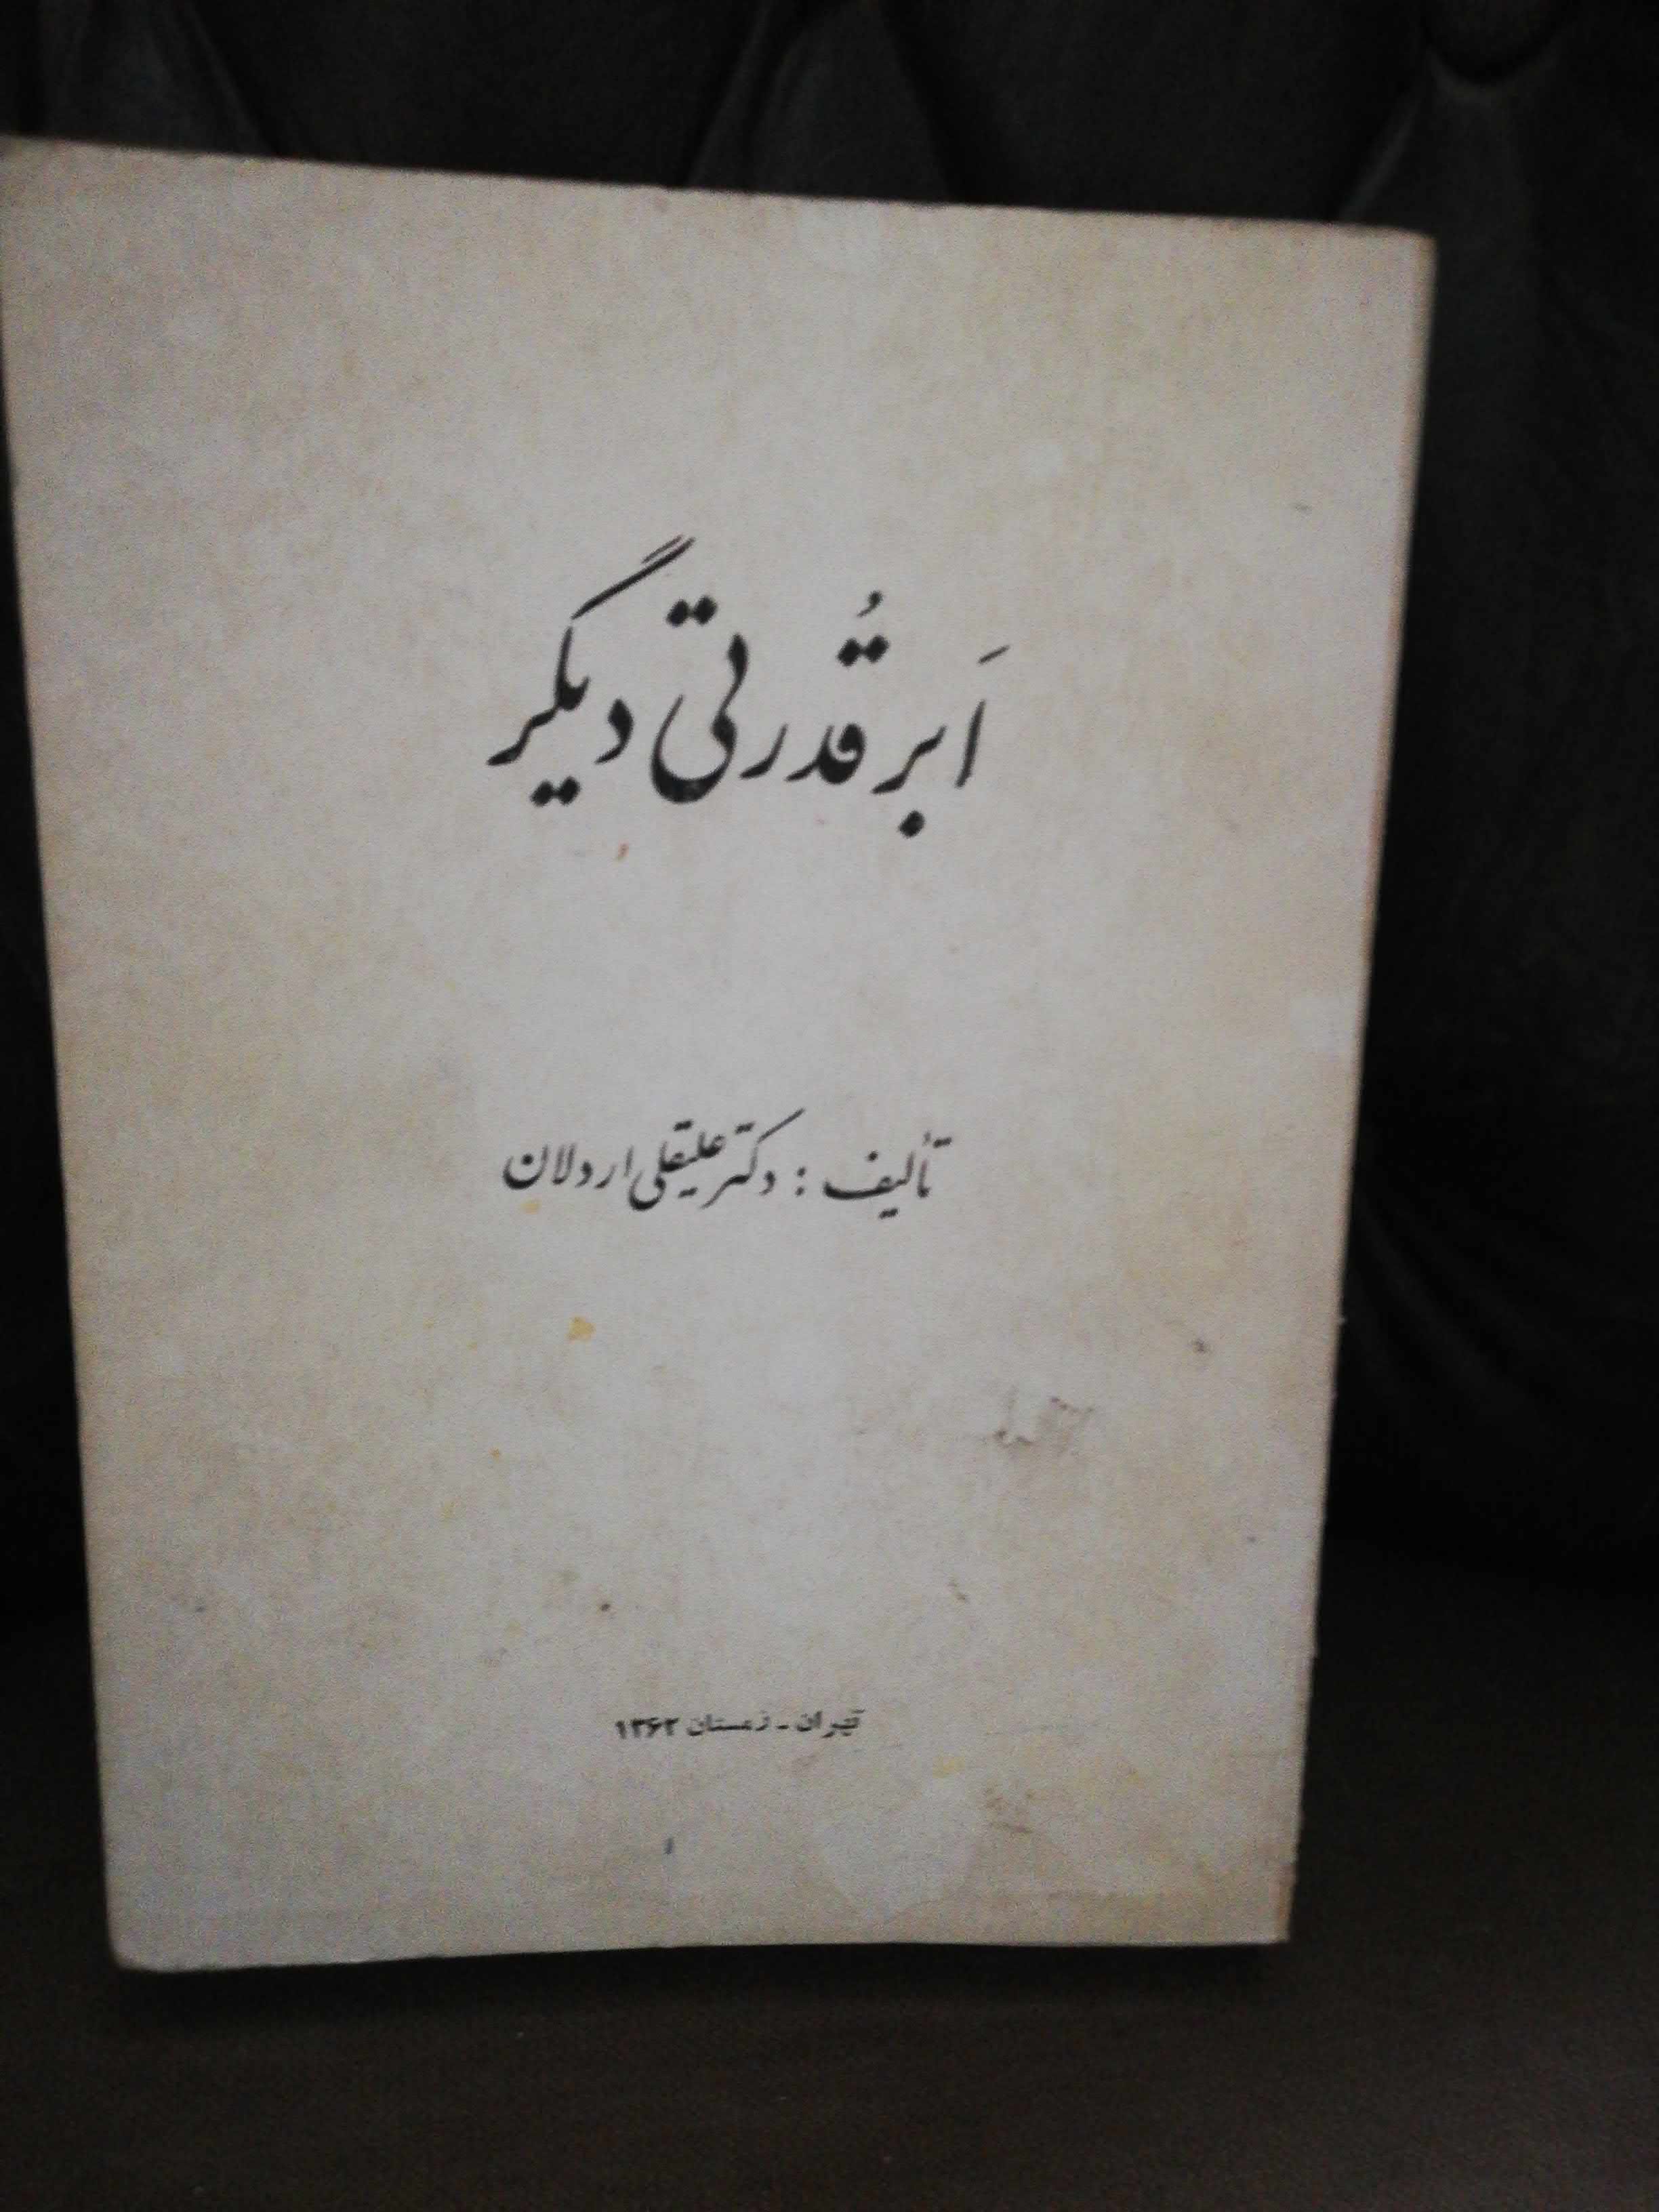 اَبرقُدرتی دیگر
تألیف : دکتر علیقلی اردلان
تهران - زمستان ۱۳۶۲